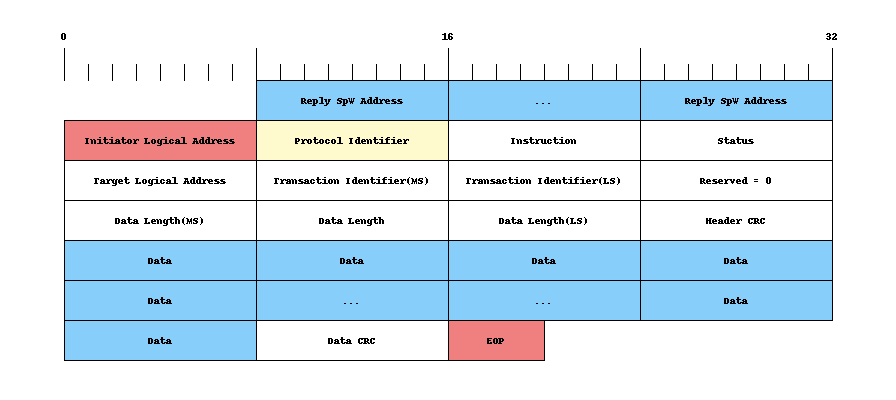 0 16 32
Reply SpW Address ... Reply SpW Address
Initiator Logical Address Protocol Identifier Instruction Status
Target Logical Address Transaction Identifier(MS) Transaction Identifier(LS) Reserved = 0
Data Length(MS) Data Length Data Length(LS) Header CRC
Data Data Data Data
Data ... ... Data
Data Data CRC EOP